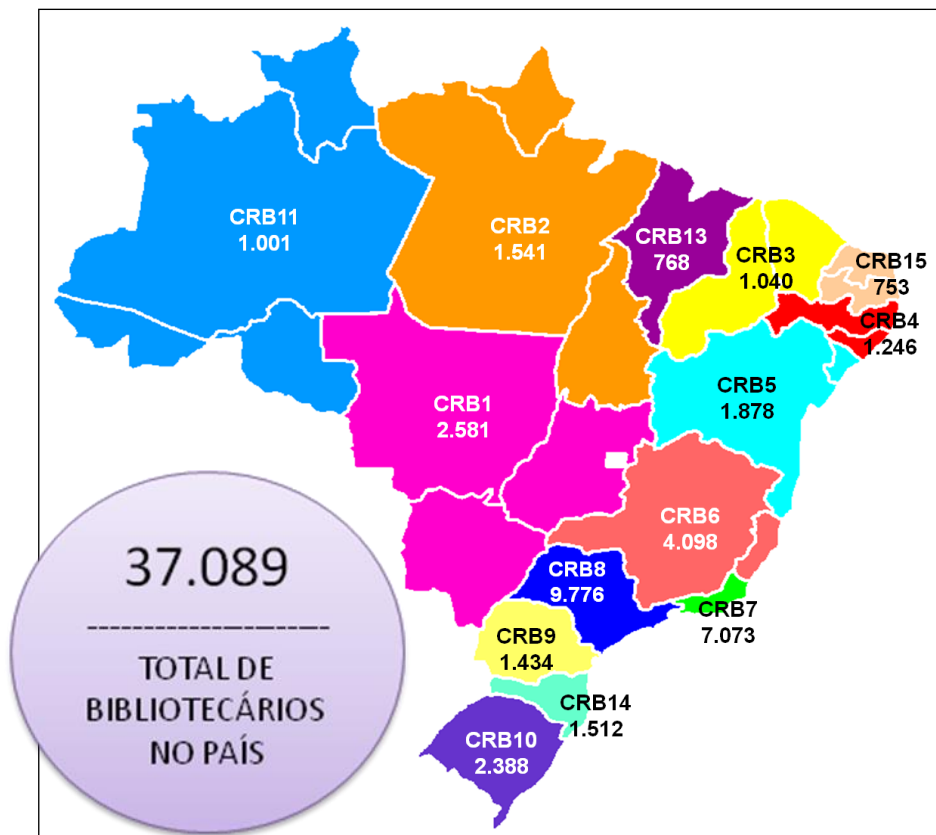 CRB11
1.001
CRB2
1.541
CRB13
768
CRB3
1.040
CRB15
753
CRB4
1.246
CRB1
2.581
CRB5
1.878
CRB6
4.098
CRB8
9.776
CRB7
7.073
CRB9
1.434
CRB14
1.512
CRB10
2.388
37.089
---------------------
TOTAL DE
BIBLIOTECÁRIOS
NO PAÍS